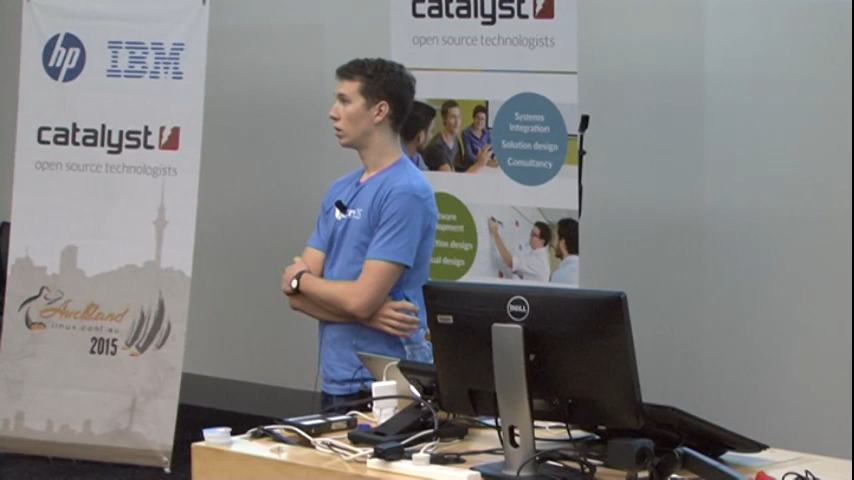 hp
IBM
catalyst
open source technologists
Auckland
linux.conf.au
2015
catalyst
open source technologists
Systems
integration
Solution design
Consultancy
design
design
DELL